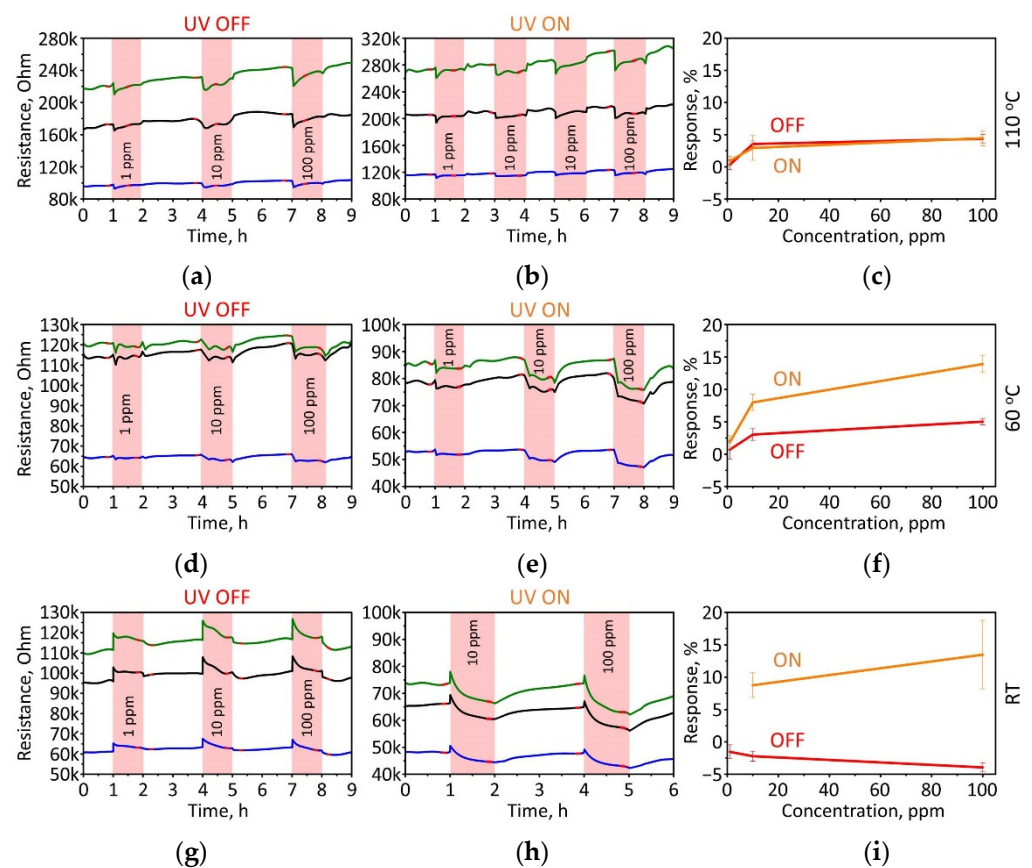 UV OFF
UV ON
Resistance, Ohm
280k
240k
200k
160k
120k
80k
1 ppm
10 ppm
100 ppm
0 1 2 3 4 5 6 7 8 9
Time, h
(a)
320k
280k
240k
200k
160k
120k
80k
1 ppm
10 ppm
10 ppm
100 ppm
0 1 2 3 4 5 6 7 8 9
Time, h
(b)
Response, %
20
15
10
5
0
−5
OFF
ON
0 20 40 60 80 100
Concentration, ppm
(c)
110 °C
UV OFF
UV ON
Resistance, Ohm
130k
120k
110k
100k
90k
80k
70k
60k
50k
1 ppm
10 ppm
100 ppm
0 1 2 3 4 5 6 7 8 9
Time, h
(d)
100k
90k
80k
70k
60k
50k
40k
1 ppm
10 ppm
100 ppm
0 1 2 3 4 5 6 7 8 9
Time, h
(e)
Response, %
20
15
10
5
0
−5
ON
OFF
0 20 40 60 80 100
Concentration, ppm
(f)
60 °C
UV OFF
UV ON
Resistance, Ohm
130k
120k
110k
100k
90k
80k
70k
60k
50k
1 ppm
10 ppm
100 ppm
0 1 2 3 4 5 6 7 8 9
Time, h
(g)
100k
90k
80k
70k
60k
50k
40k
10 ppm
100 ppm
0 1 2 3 4 5 6
Time, h
(h)
Response, %
20
15
10
5
0
−5
ON
OFF
0 20 40 60 80 100
Concentration, ppm
(i)
RT